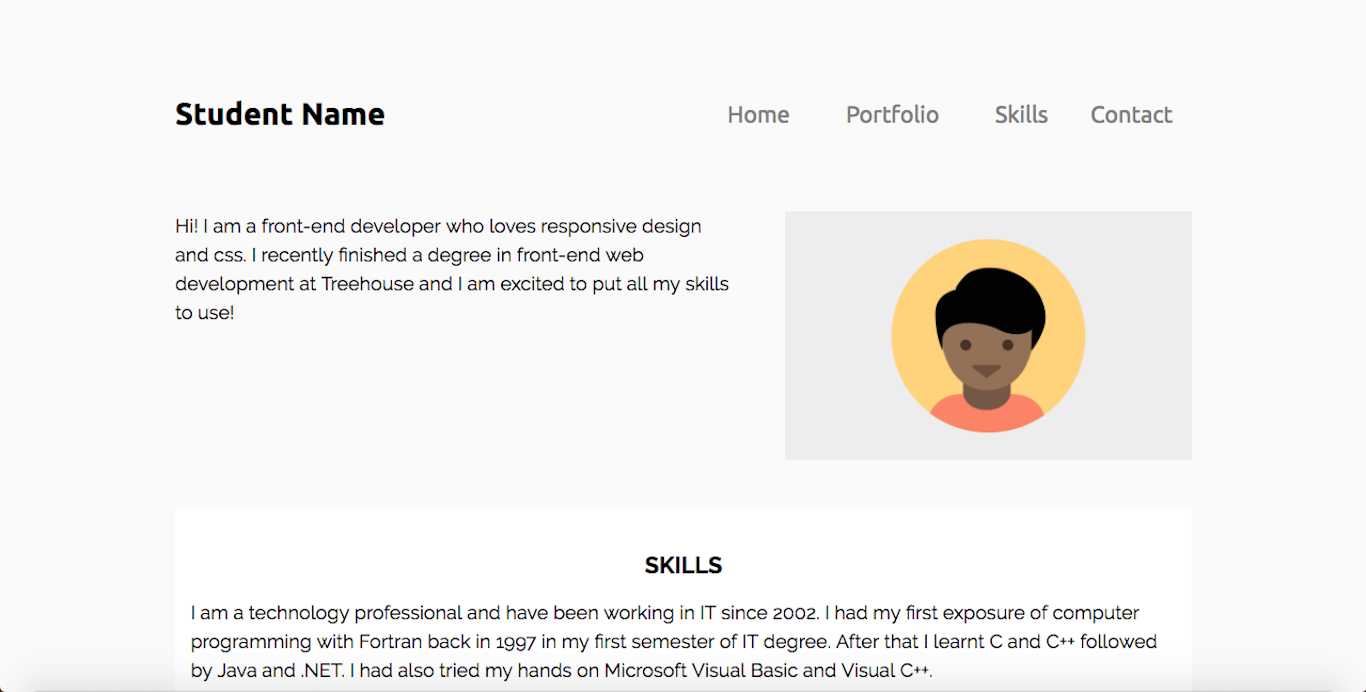 Student Name
Home Portfolio Skills Contact
Hi! I am a front-end developer who loves responsive design
and css. I recently finished a degree in front-end web
development at Treehouse and I am excited to put all my skills
to use!
SKILLS
I am a technology professional and have been working in IT since 2002. I had my first exposure of computer
programming with Fortran back in 1997 in my first semester of IT degree. After that I learnt C and C++ followed
by Java and .NET. I had also tried my hands on Microsoft Visual Basic and Visual C++.